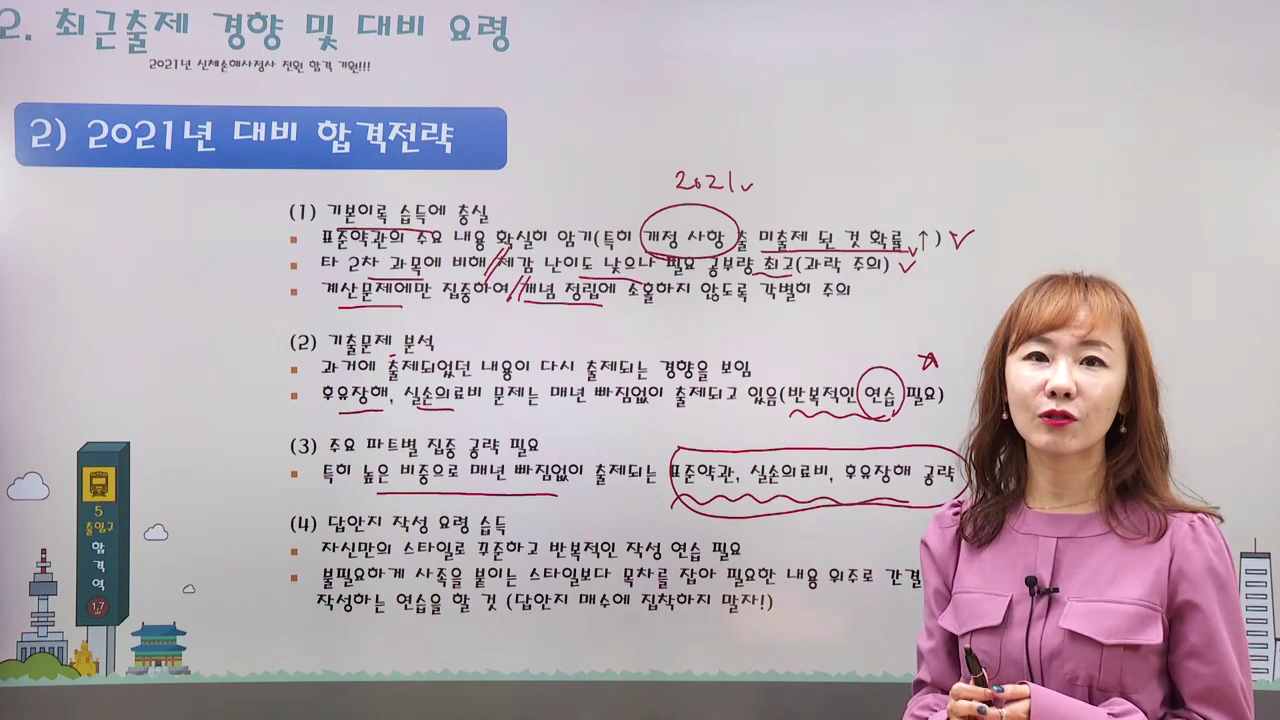 2. 최근출제 경향 및 대비 요령
2021년 신체손해사정사 전원 합격 기원!!!
2) 2021년 대비 합격전략
2021
(1) 기본이록 습득에 충실
표준약관의 주요 내용 확실히 암기(특히 개정 사항 출 미출제 된 것 확률 ↑)
타 2차 과목에 비해 체감 난이도 낮으나 필요 공부량 최고(과락 주의)
계산문제에만 집중하여 개념 정립에 소홀하지 않도록 각별히 주의
(2) 기출문제 분석
과거에 출제되었던 내용이 다시 출제되는 경향을 보임
후유장해, 실손의료비 문제는 매년 빠짐없이 출제되고 있음(반복적인 연습 필요)
(3) 주요 파트별 집중 공략 필요
특히 높은 비중으로 매년 빠짐없이 출제되는 표준약관, 실손의료비, 후유장해 공략
(4) 답안지 작성 요령 습득
자신만의 스타일로 꾸준하고 반복적인 작성 연습 필요
불필요하게 사족을 붙이는 스타일보다 목차를 잡아 필요한 내용 위주로 간결
작성하는 연습을 할 것 (답안지 매수에 집착하지 말자!)
5
출입구
합
격
역
1,7